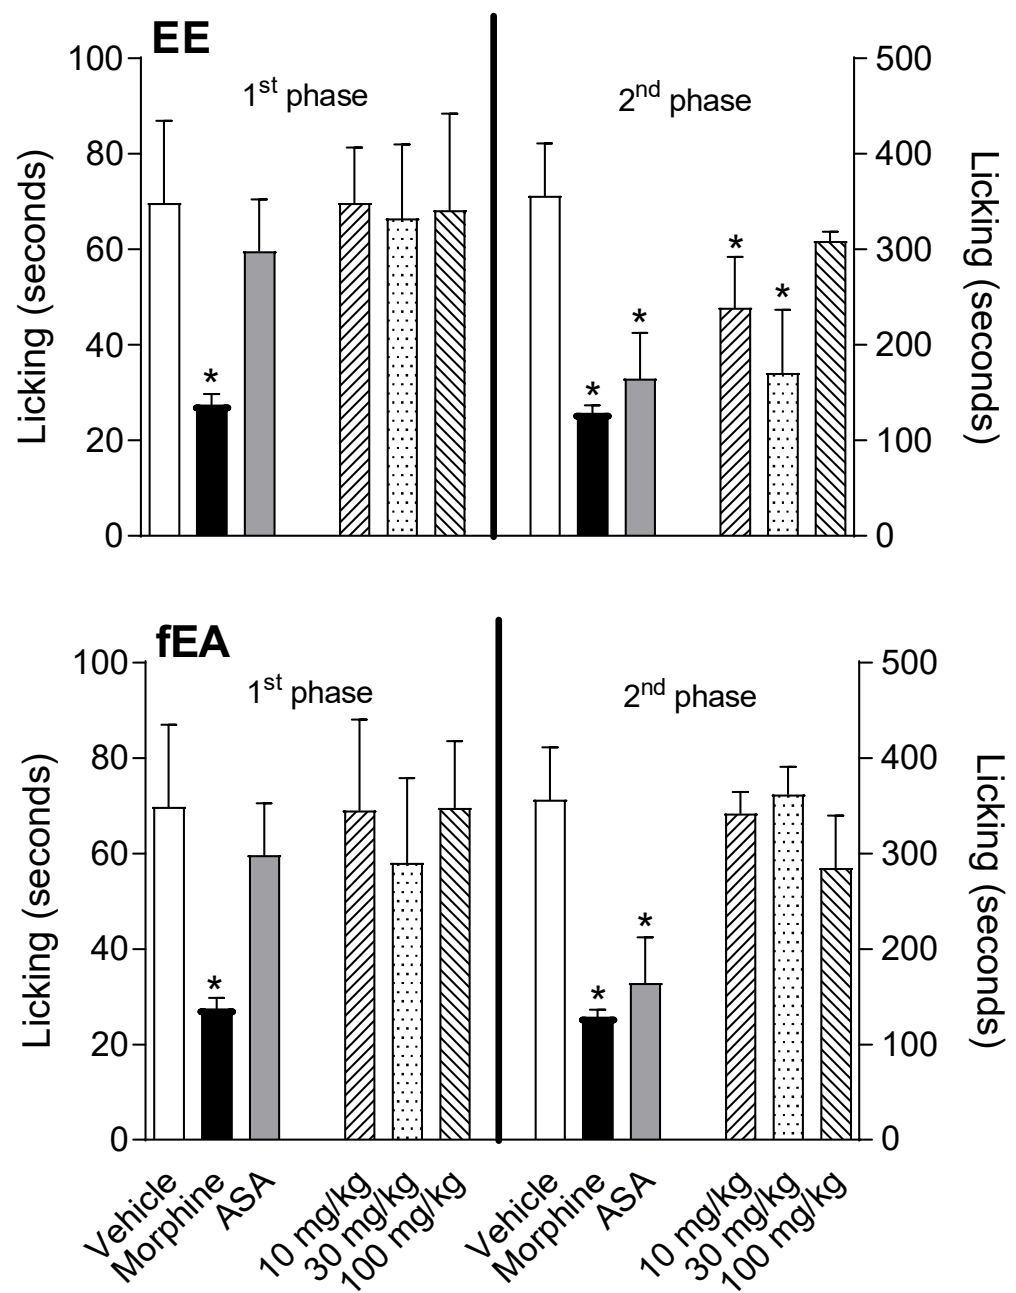 EE
1st phase
2nd phase
Licking (seconds)
100
80
60
40
20
0
*
*
*
*
*
500
400
300
200
100
0
Licking (seconds)
fEA
1st phase
2nd phase
Licking (seconds)
100
80
60
40
20
0
*
*
*
500
400
300
200
100
0
Licking (seconds)
Vehicle
Morphine
ASA
10 mg/kg
30 mg/kg
100 mg/kg
Vehicle
Morphine
ASA
10 mg/kg
30 mg/kg
100 mg/kg